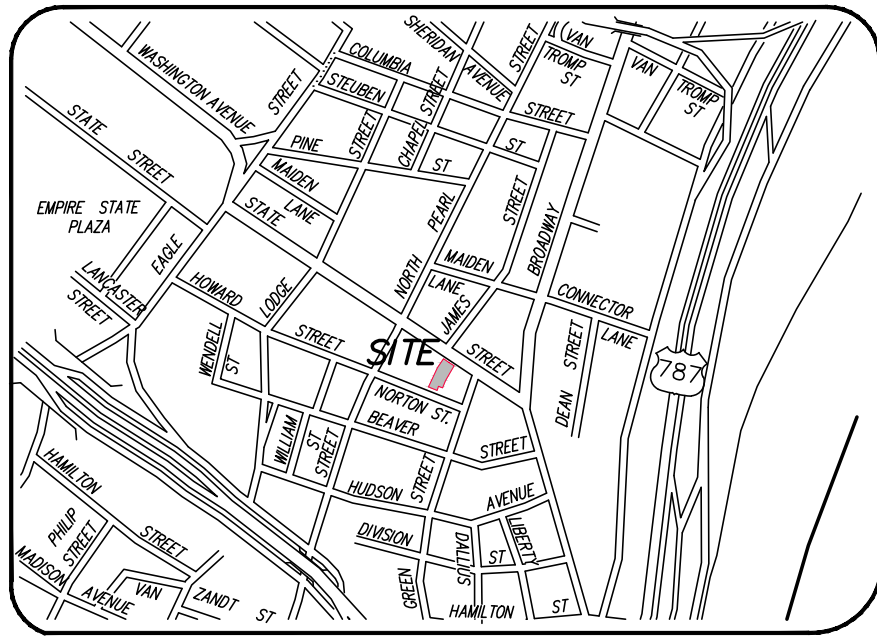 WASHINGTON AVENUE
STREET
COLUMBIA
STEUBEN
SHERIDAN
AVENUE
STREET
STREET
VAN
TROMP
ST
VAN
TROMP
ST
STATE
STREET
PINE
STREET
CHAPEL
ST
STREET
ST
MAIDEN
LANE
STATE
EMPIRE STATE
PLAZA
EAGLE
LANCASTER
STREET
HOWARD
LODGE
NORTH
PEARL
STREET
BROADWAY
MAIDEN
LANE
JAMES
CONNECTOR
LANE
DEAN STREET
787
WENDELL
ST
STREET
SITE
STREET
NORTON ST.
BEAVER
STREET
WILLIAM
ST
STREET
HUDSON
STREET
AVENUE
DIVISION
DALLIUS
ST
LIBERTY
GREEN
HAMILTON
ST
HAMILTON
STREET
PHILIP
STREET
MADISON
AVENUE
VAN
ZANDT
ST